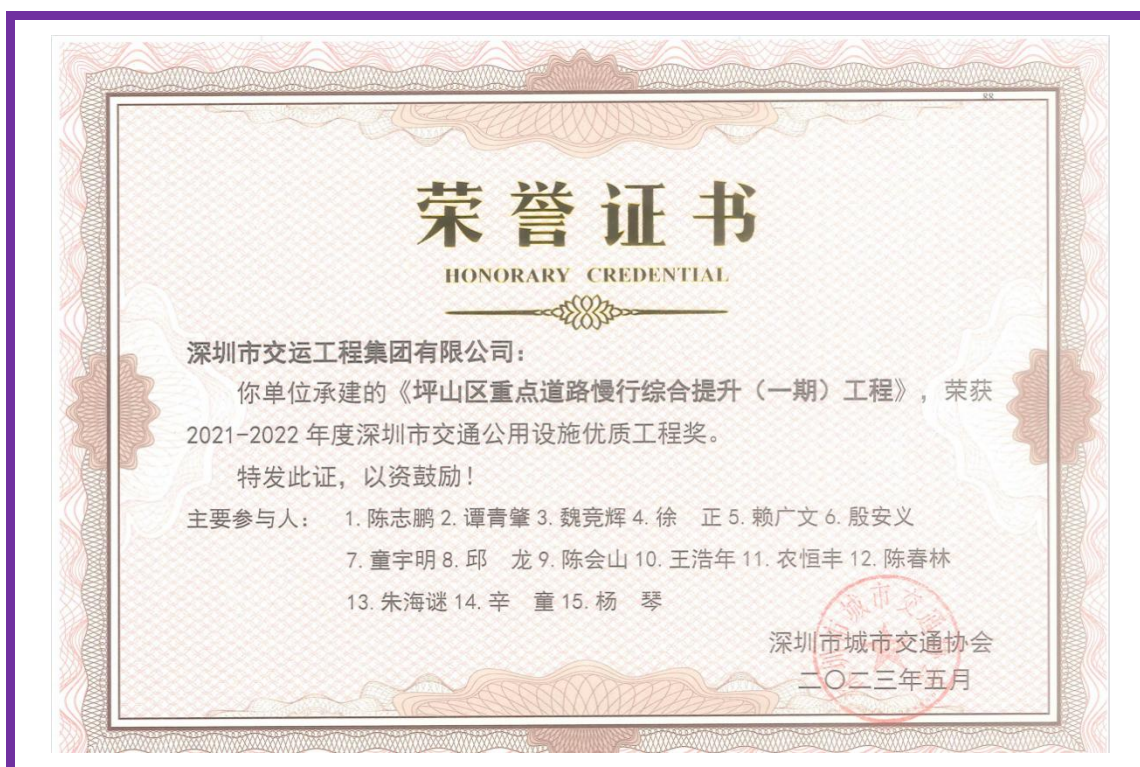 荣誉证书
HONORARY CREDENTIAL
深圳市交运工程集团有限公司：
你单位承建的《坪山区重点道路慢行综合提升（一期）工程》，荣获
2021-2022年度深圳市交通公用设施优质工程奖。
特发此证，以资鼓励！
主要参与人： 1.陈志鹏 2.谭青肇 3.魏竞辉 4.徐 正 5.赖广文 6.殷安义
7.童宇明 8.邱 龙 9.陈会山 10.王浩年 11.农恒丰 12.陈春林
13.朱海谜 14.辛 童 15.杨 琴
深圳市城市交通协会
二〇二三年五月